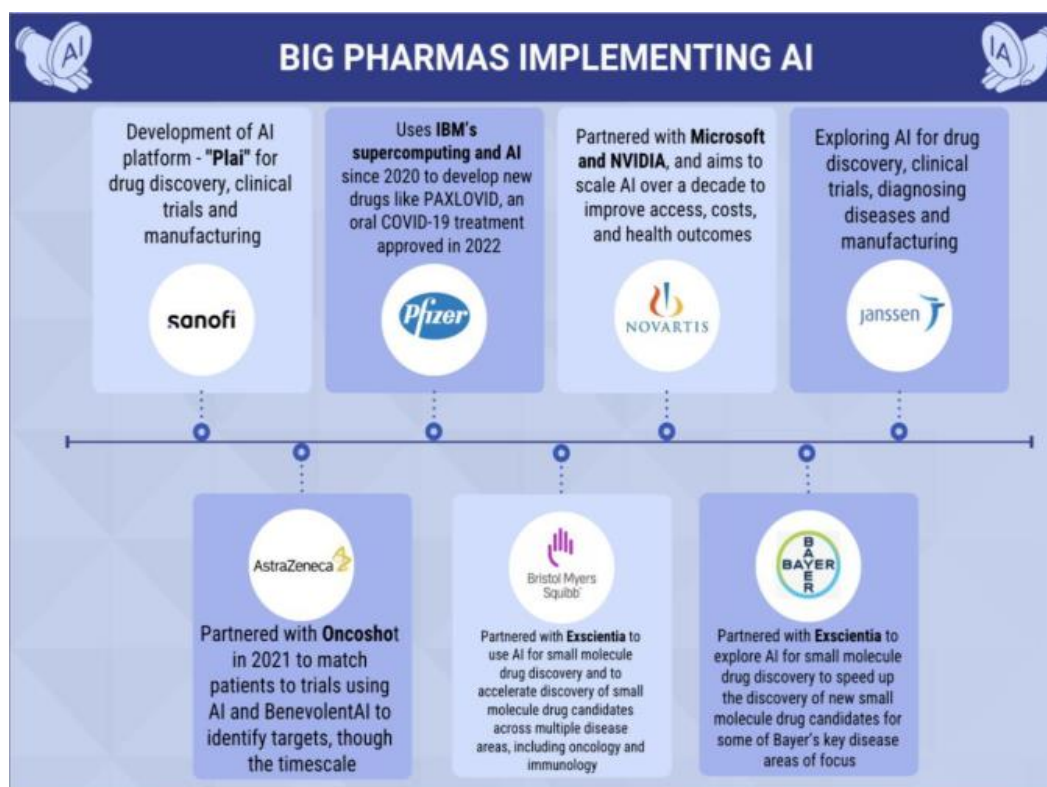 AI
BIG PHARMAS IMPLEMENTING AI
IA
Development of AI
platform - "Plai" for
drug discovery, clinical
trials and
manufacturing
sanofi
Uses IBM's
supercomputing and AI
since 2020 to develop new
drugs like PAXLOVID, an
oral COVID-19 treatment
approved in 2022
Pfizer
Partnered with Microsoft
and NVIDIA, and aims to
scale AI over a decade to
improve access, costs,
and health outcomes
NOVARTIS
Exploring AI for drug
discovery, clinical
trials, diagnosing
diseases and
manufacturing
janssen
AstraZeneca
Partnered with Oncoshot
in 2021 to match
patients to trials using
AI and BenevolentAI to
identify targets, though
the timescale
Bristol Myers
Squibb
Partnered with Exscientia to
use AI for small molecule
drug discovery and to
accelerate discovery of small
molecule drug candidates
across multiple disease
areas, including oncology and
immunology
BAYER
BAYER
Partnered with Exscientia to
explore AI for small molecule
drug discovery to speed up
the discovery of new small
molecule drug candidates for
some of Bayer's key disease
areas of focus